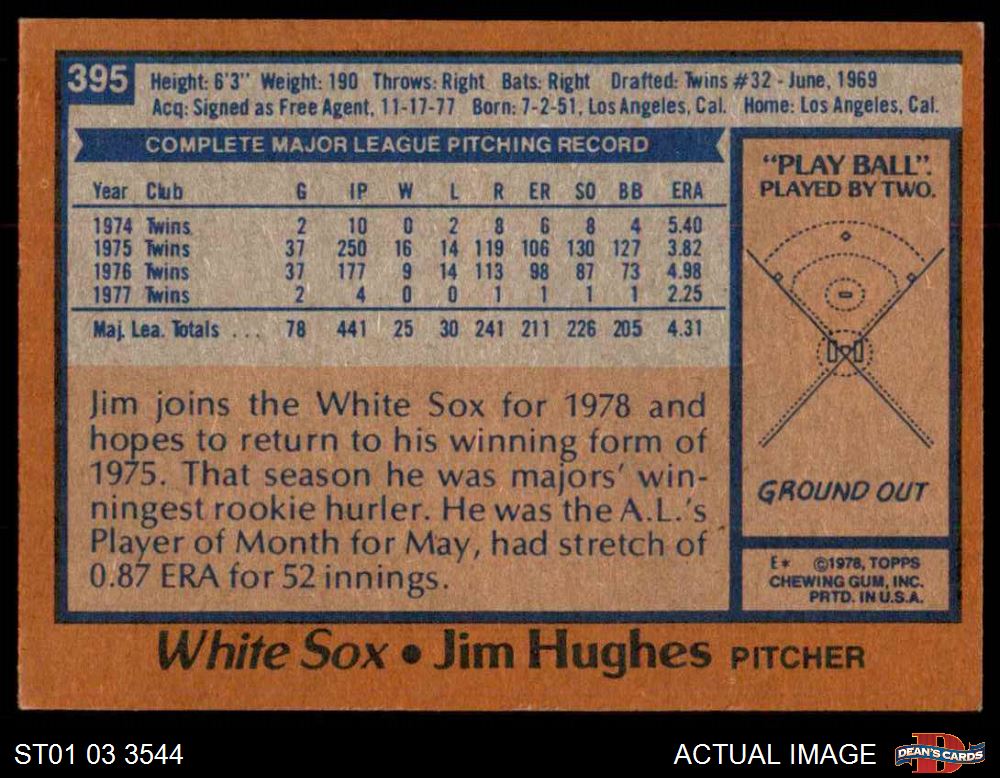 395
Height: 6'3" Weight: 190 Throws: Right Bats: Right Drafted: Twins #32 - June, 1969
Acq: Signed as Free Agent, 11-17-77 Born: 7-2-51, Los Angeles, Cal. Home: Los Angeles, Cal.
COMPLETE MAJOR LEAGUE PITCHING RECORD
Year Club G IP W L R ER SO BB ERA
1974 Twins 2 10 0 2 8 6 8 4 5.40
1975 Twins 37 250 16 14 119 106 130 127 3.82
1976 Twins 37 177 9 14 113 98 87 73 4.98
1977 Twins 2 4 0 0 1 1 1 1 2.25
Maj. Lea. Totals ... 78 441 25 30 241 211 226 205 4.31
Jim joins the White Sox for 1978 and
hopes to return to his winning form of
1975. That season he was majors' win-
ningest rookie hurler. He was the A.L.'s
Player of Month for May, had stretch of
0.87 ERA for 52 innings.
"PLAY BALL".
PLAYED BY TWO.
GROUND OUT
E* ©1978, TOPPS
CHEWING GUM, INC.
PRTD. IN U.S.A.
White Sox • Jim Hughes PITCHER
ST01 03 3544
ACTUAL IMAGE
DEAN'S CARDS